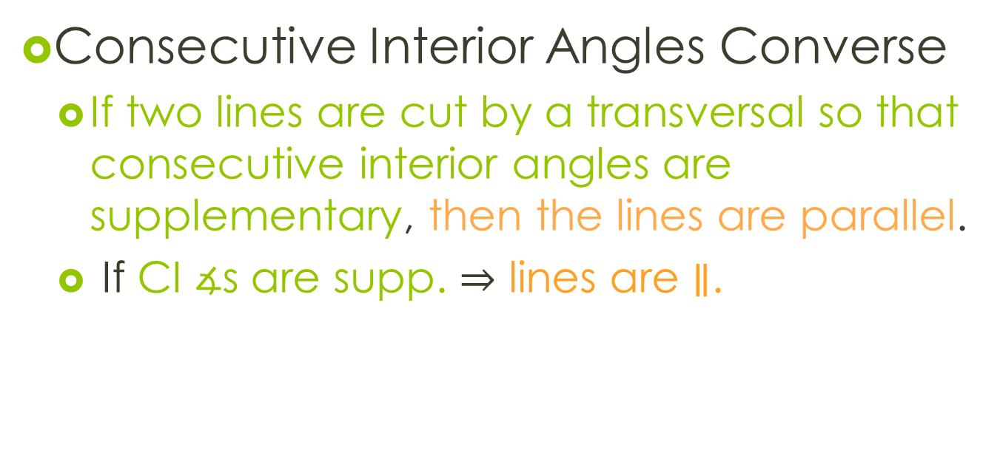 Consecutive Interior Angles Converse
If two lines are cut by a transversal so that
consecutive interior angles are
supplementary, then the lines are parallel.
If CI ∡s are supp. ⇒ lines are ∥.